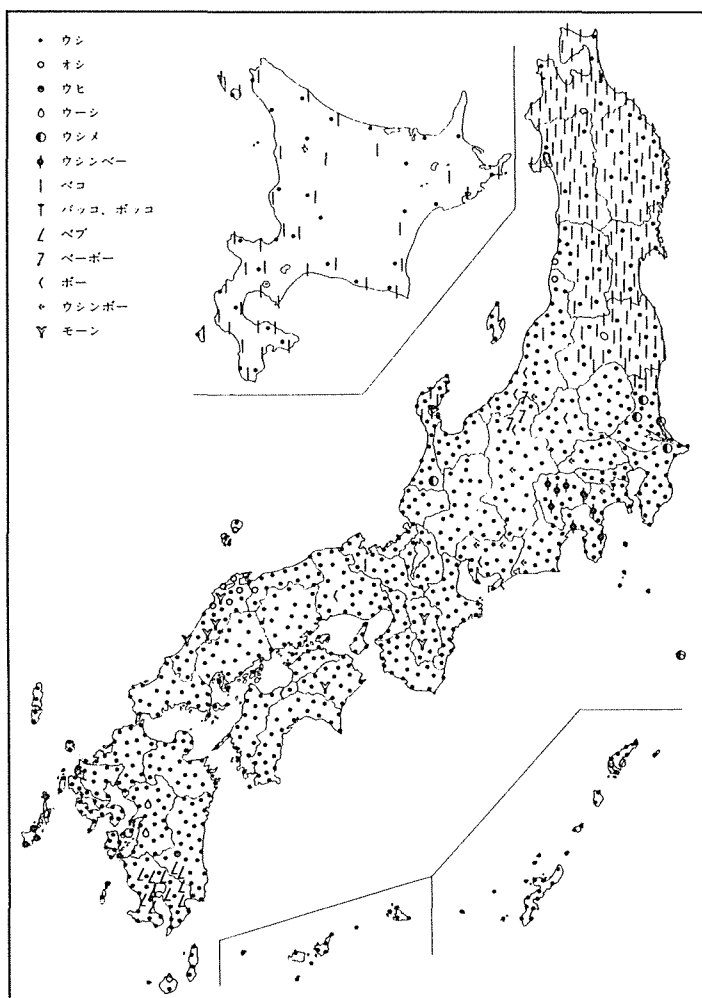 ウシ
オシ
ウヒ
ウーシ
ウシメ
ウシンベー
ベコ
バッコ、ボッコ
ベブ
ベーボー
ボー
ウシンボー
モーン